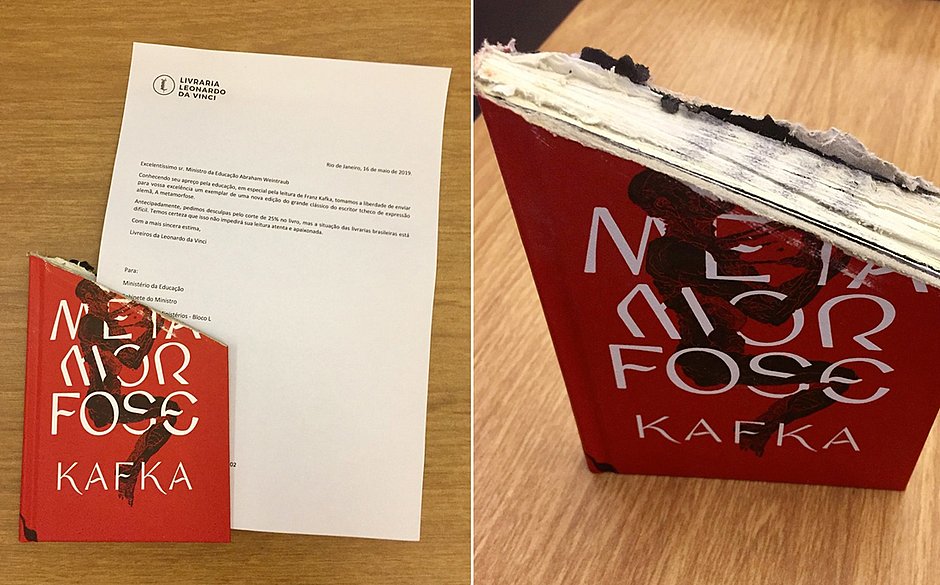 LIVRARIA
LEONARDO
DA VINCI
Rio de Janeiro, 16 de maio de 2019
Excelentíssimo sr. Ministro da Educação Abraham Weintraub
Conhecendo seu apreço pela educação, em especial pela leitura de Franz Kafka, tomamos a liberdade de enviar
para vossa excelência um exemplar de uma nova edição do grande clássico do escritor tcheco de expressão
alemã, A metamorfose.
Antecipadamente, pedimos desculpas pelo corte de 25% no livro, mas a situação das livrarias brasileiras está
difícil. Temos certeza que isso não impedirá sua leitura atenta e apaixonada.
Com a mais sincera estima,
Livreiros da Leonardo da Vinci
Para:
Ministério da Educação
abinete do Ministro
inistérios - Bloco L
02
META
MOR
FOSE
KAFKA
META
MOR
FOSE
KAFKA